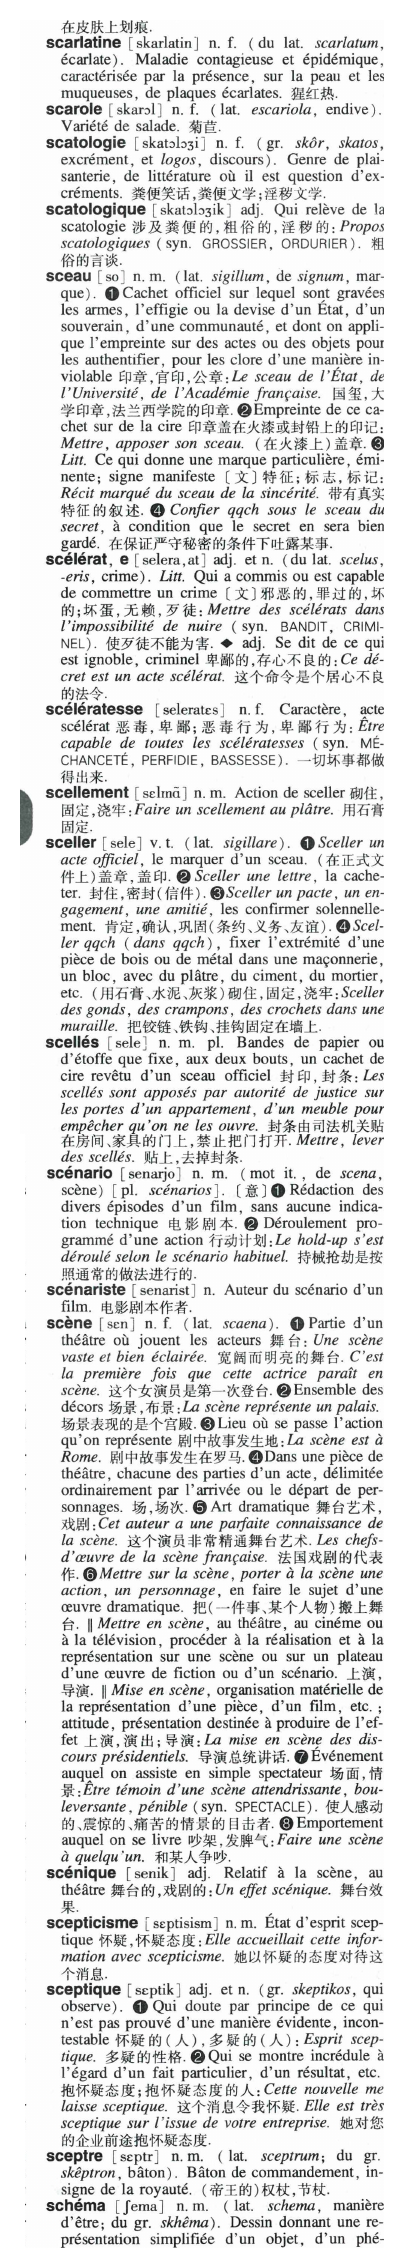 在皮肤上划痕.
scarlatine [skarlatin] n. f. (du lat. scarlatum,
écarlate). Maladie contagieuse et épidémique,
caractérisée par la présence, sur la peau et les
muqueuses, de plaques écarlates. 猩红热.
scarole [skarɔl] n. f. (lat. escariola, endive).
Variété de salade. 菊苣.
scatologie [skatɔlɔʒi] n. f. (gr. skôr, skatos,
excrément, et logos, discours). Genre de plai-
santerie, de littérature où il est question d'ex-
créments. 粪便笑话,粪便文学;淫秽文学.
scatologique [skatɔlɔʒik] adj. Qui relève de la
scatologie 涉及粪便的,粗俗的,淫秽的:Propos
scatologiques (syn. GROSSIER, ORDURIER). 粗
俗的言谈.
sceau [so] n. m. (lat. sigillum, de signum, mar-
que). ❶ Cachet officiel sur lequel sont gravées
les armes, l'effigie ou la devise d'un État, d'un
souverain, d'une communauté, et dont on appli-
que l'empreinte sur des actes ou des objets pour
les authentifier, pour les clore d'une manière in-
violable 印章,官印,公章:Le sceau de l'État, de
l'Université, de l'Académie française. 国玺,大
学印章,法兰西学院的印章. ❷ Empreinte de ce ca-
chet sur de la cire 印章盖在火漆或封铅上的印记:
Mettre, apposer son sceau. (在火漆上)盖章. ❸
Litt. Ce qui donne une marque particulière, émi-
nente; signe manifeste [文]特征;标志,标记:
Récit marqué du sceau de la sincérité. 带有真实
特征的叙述. ❹ Confier qqch sous le sceau du
secret, à condition que le secret en sera bien
gardé. 在保证严守秘密的条件下吐露某事.
scélérat, e [selera,at] adj. et n. (du lat. scelus,
-eris, crime). Litt. Qui a commis ou est capable
de commettre un crime [文]邪恶的,罪过的,坏
的;坏蛋,无赖,歹徒:Mettre des scélérats dans
l'impossibilité de nuire (syn. BANDIT, CRIMI-
NEL). 使歹徒不能为害. ◆ adj. Se dit de ce qui
est ignoble, criminel 卑鄙的,存心不良的:Ce dé-
cret est un acte scélérat. 这个命令是个居心不良
的法令.
scélératesse [seleratɛs] n. f. Caractère, acte
scélérat 恶毒,卑鄙;恶毒行为,卑鄙行为:Être
capable de toutes les scélératesses (syn. MÉ-
CHANCETÉ, PERFIDIE, BASSESSE). 一切坏事都做
得出来.
scellement [sɛlmã] n. m. Action de sceller 砌住,
固定,浇牢:Faire un scellement au plâtre. 用石膏
固定.
sceller [sele] v. t. (lat. sigillare). ❶ Sceller un
acte officiel, le marquer d'un sceau. (在正式文
件上)盖章,盖印. ❷ Sceller une lettre, la cache-
ter. 封住,密封(信件). ❸ Sceller un pacte, un en-
gagement, une amitié, les confirmer solennelle-
ment. 肯定,确认,巩固(条约、义务、友谊). ❹ Scel-
ler qqch (dans qqch), fixer l'extrémité d'une
pièce de bois ou de métal dans une maçonnerie,
un bloc, avec du plâtre, du ciment, du mortier,
etc. (用石膏、水泥、灰浆)砌住,固定,浇牢:Sceller
des gonds, des crampons, des crochets dans une
muraille. 把铰链、铁钩、挂钩固定在墙上.
scellés [sele] n. m. pl. Bandes de papier ou
d'étoffe que fixe, aux deux bouts, un cachet de
cire revêtu d'un sceau officiel 封印,封条:Les
scellés sont apposés par autorité de justice sur
les portes d'un appartement, d'un meuble pour
empêcher qu'on ne les ouvre. 封条由司法机关贴
在房间、家具的门上,禁止把门打开. Mettre, lever
des scellés. 贴上,去掉封条.
scénario [senarjo] n. m. (mot it., de scena,
scène) [pl. scénarios]. [意] ❶ Rédaction des
divers épisodes d'un film, sans aucune indica-
tion technique 电影剧本. ❷ Déroulement pro-
grammé d'une action 行动计划:Le hold-up s'est
déroulé selon le scénario habituel. 持械抢劫是按
照通常的做法进行的.
scénariste [senarist] n. Auteur du scénario d'un
film. 电影剧本作者.
scène [sɛn] n. f. (lat. scaena). ❶ Partie d'un
théâtre où jouent les acteurs 舞台:Une scène
vaste et bien éclairée. 宽阔而明亮的舞台. C'est
la première fois que cette actrice paraît en
scène. 这个女演员是第一次登台. ❷ Ensemble des
décors 场景,布景:La scène représente un palais.
场景表现的是个宫殿. ❸ Lieu où se passe l'action
qu'on représente 剧中故事发生地:La scène est à
Rome. 剧中故事发生在罗马. ❹ Dans une pièce de
théâtre, chacune des parties d'un acte, délimitée
ordinairement par l'arrivée ou le départ de per-
sonnages. 场,场次. ❺ Art dramatique 舞台艺术,
戏剧:Cet auteur a une parfaite connaissance de
la scène. 这个演员非常精通舞台艺术. Les chefs-
d'œuvre de la scène française. 法国戏剧的代表
作. ❻ Mettre sur la scène, porter à la scène une
action, un personnage, en faire le sujet d'une
œuvre dramatique. 把(一件事、某个人物)搬上舞
台. ‖ Mettre en scène, au théâtre, au cinéme ou
à la télévision, procéder à la réalisation et à la
représentation sur une scène ou sur un plateau
d'une œuvre de fiction ou d'un scénario. 上演,
导演. ‖ Mise en scène, organisation matérielle de
la représentation d'une pièce, d'un film, etc. ;
attitude, présentation destinée à produire de l'ef-
fet 上演,演出;导演:La mise en scène des dis-
cours présidentiels. 导演总统讲话. ❼ Événement
auquel on assiste en simple spectateur 场面,情
景:Être témoin d'une scène attendrissante, bou-
leversante, pénible (syn. SPECTACLE). 使人感动
的、震惊的、痛苦的情景的目击者. ❽ Emportement
auquel on se livre 吵架,发脾气:Faire une scène
à quelqu'un. 和某人争吵.
scénique [senik] adj. Relatif à la scène, au
théâtre 舞台的,戏剧的:Un effet scénique. 舞台效
果.
scepticisme [sɛptisism] n. m. État d'esprit scep-
tique 怀疑,怀疑态度:Elle accueillait cette infor-
mation avec scepticisme. 她以怀疑的态度对待这
个消息.
sceptique [sɛptik] adj. et n. (gr. skeptikos, qui
observe). ❶ Qui doute par principe de ce qui
n'est pas prouvé d'une manière évidente, incon-
testable 怀疑的(人),多疑的(人):Esprit scep-
tique. 多疑的性格. ❷ Qui se montre incrédule à
l'égard d'un fait particulier, d'un résultat, etc.
抱怀疑态度;抱怀疑态度的人:Cette nouvelle me
laisse sceptique. 这个消息令我怀疑. Elle est très
sceptique sur l'issue de votre entreprise. 她对您
的企业前途抱怀疑态度.
sceptre [sɛptr] n. m. (lat. sceptrum; du gr.
skêptron, bâton). Bâton de commandement, in-
signe de la royauté. (帝王的)权杖,节杖.
schéma [ʃema] n. m. (lat. schema, manière
d'être; du gr. skhêma). Dessin donnant une re-
présentation simplifiée d'un objet, d'un phé-